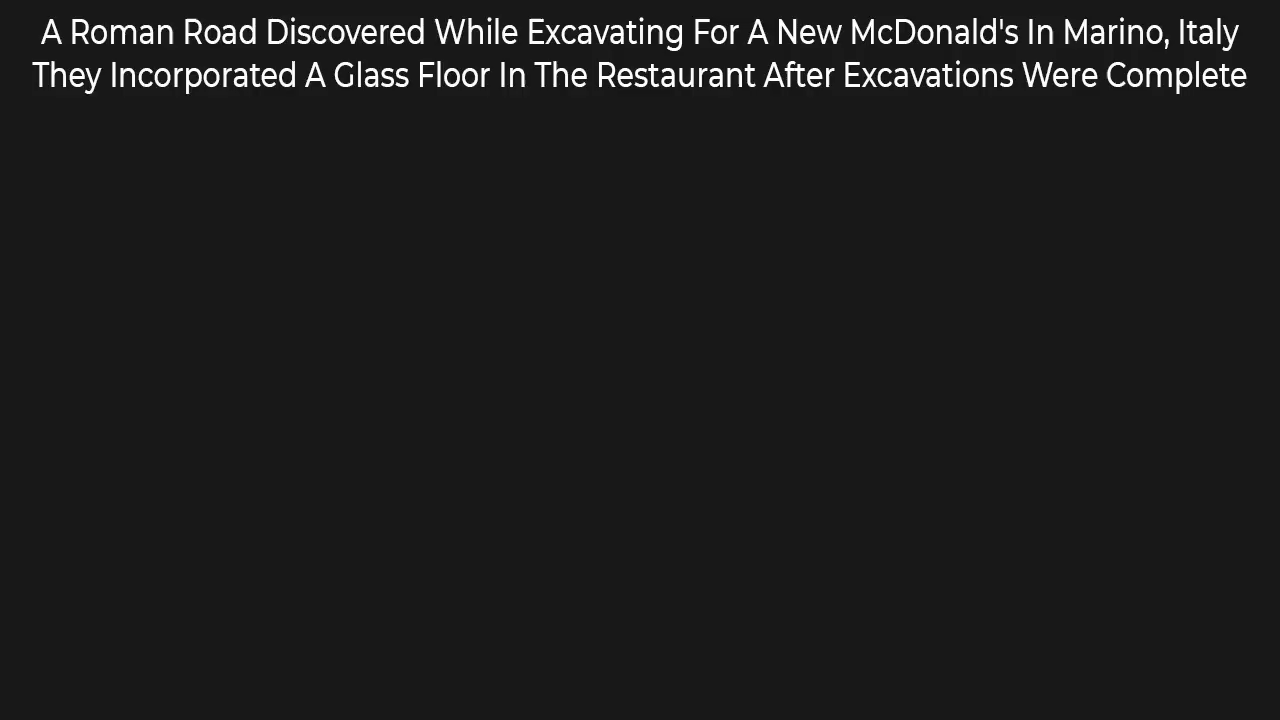 A Roman Road Discovered While Excavating For A New McDonald's In Marino, Italy
They Incorporated A Glass Floor In The Restaurant After Excavations Were Complete